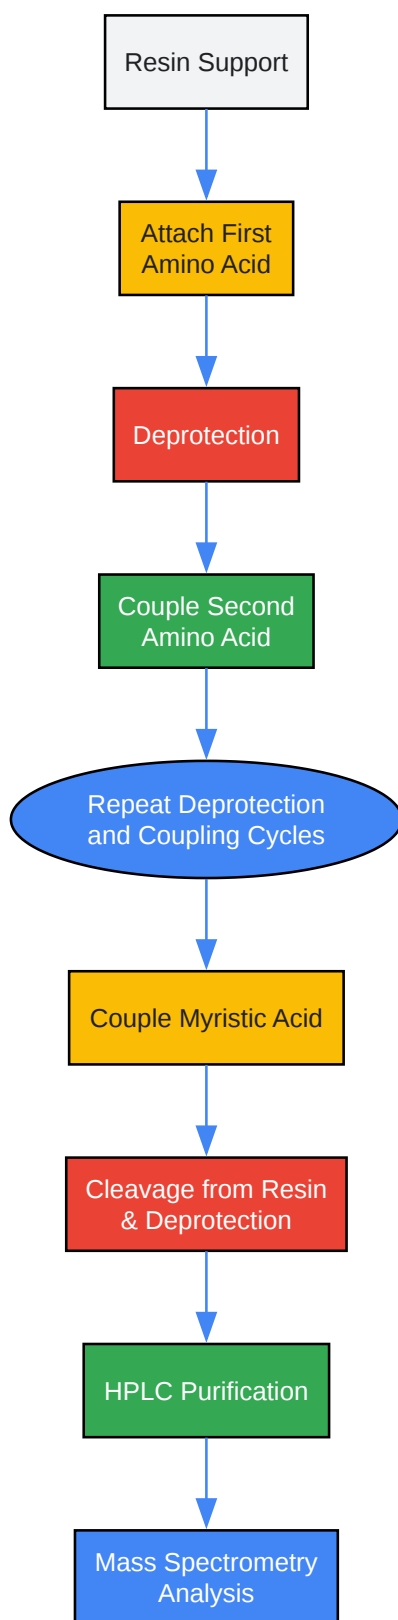 Resin Support
Attach First
Amino Acid
Deprotection
Couple Second
Amino Acid
Repeat Deprotection
and Coupling Cycles
Couple Myristic Acid
Cleavage from Resin
& Deprotection
HPLC Purification
Mass Spectrometry
Analysis